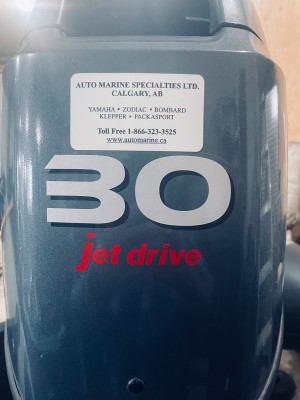 AUTO MARINE SPECIALTIES LTD.
CALGARY, AB
YAMAHA • ZODIAC • BOMBARD
KLEPPER • PACKASPORT
Toll Free 1-866-323-3525
www.automarine.ca
30
jet drive